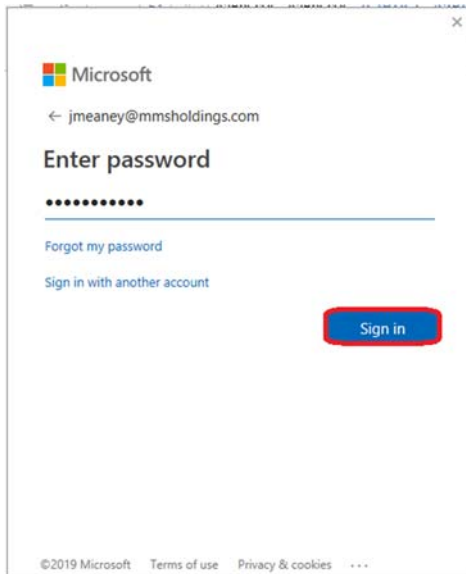 Microsoft
← jmeaney@mmsholdings.com
Enter password
•••••••••••
Forgot my password
Sign in with another account
Sign in
©2019 Microsoft Terms of use Privacy & cookies ...